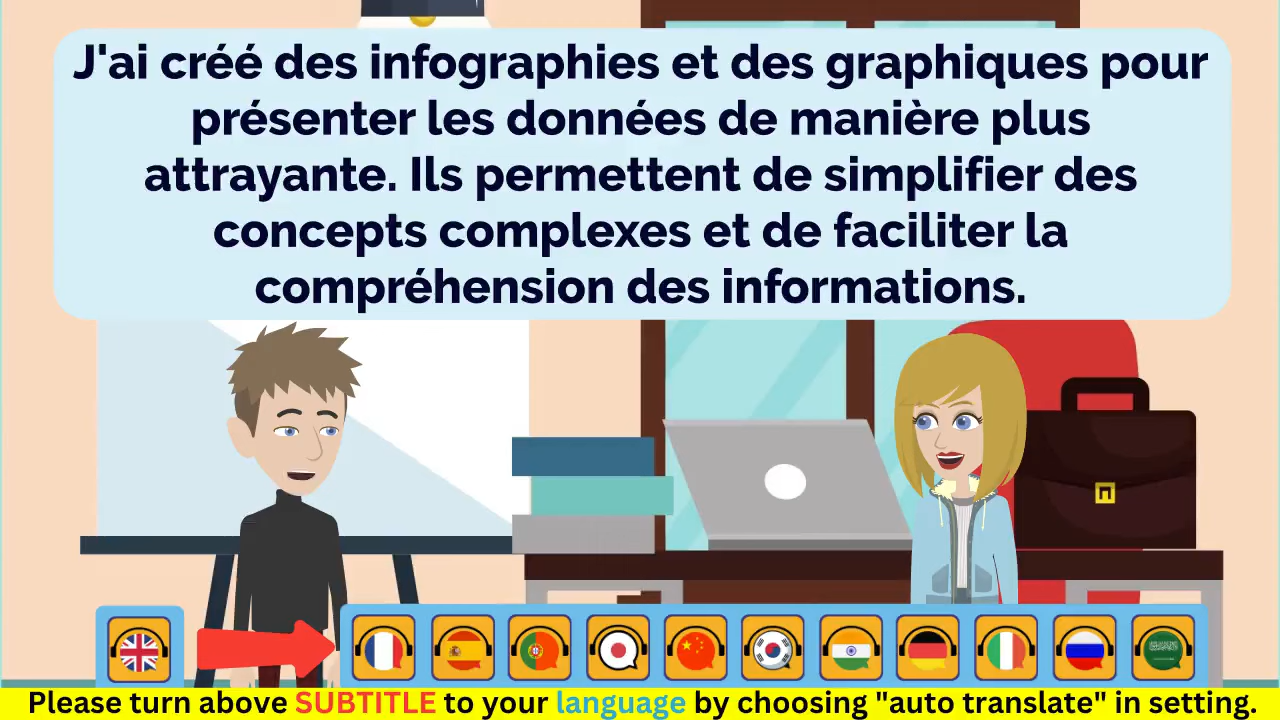 J'ai créé des infographies et des graphiques pour
présenter les données de manière plus
attrayante. Ils permettent de simplifier des
concepts complexes et de faciliter la
compréhension des informations.
Please turn above SUBTITLE to your language by choosing "auto translate" in setting.